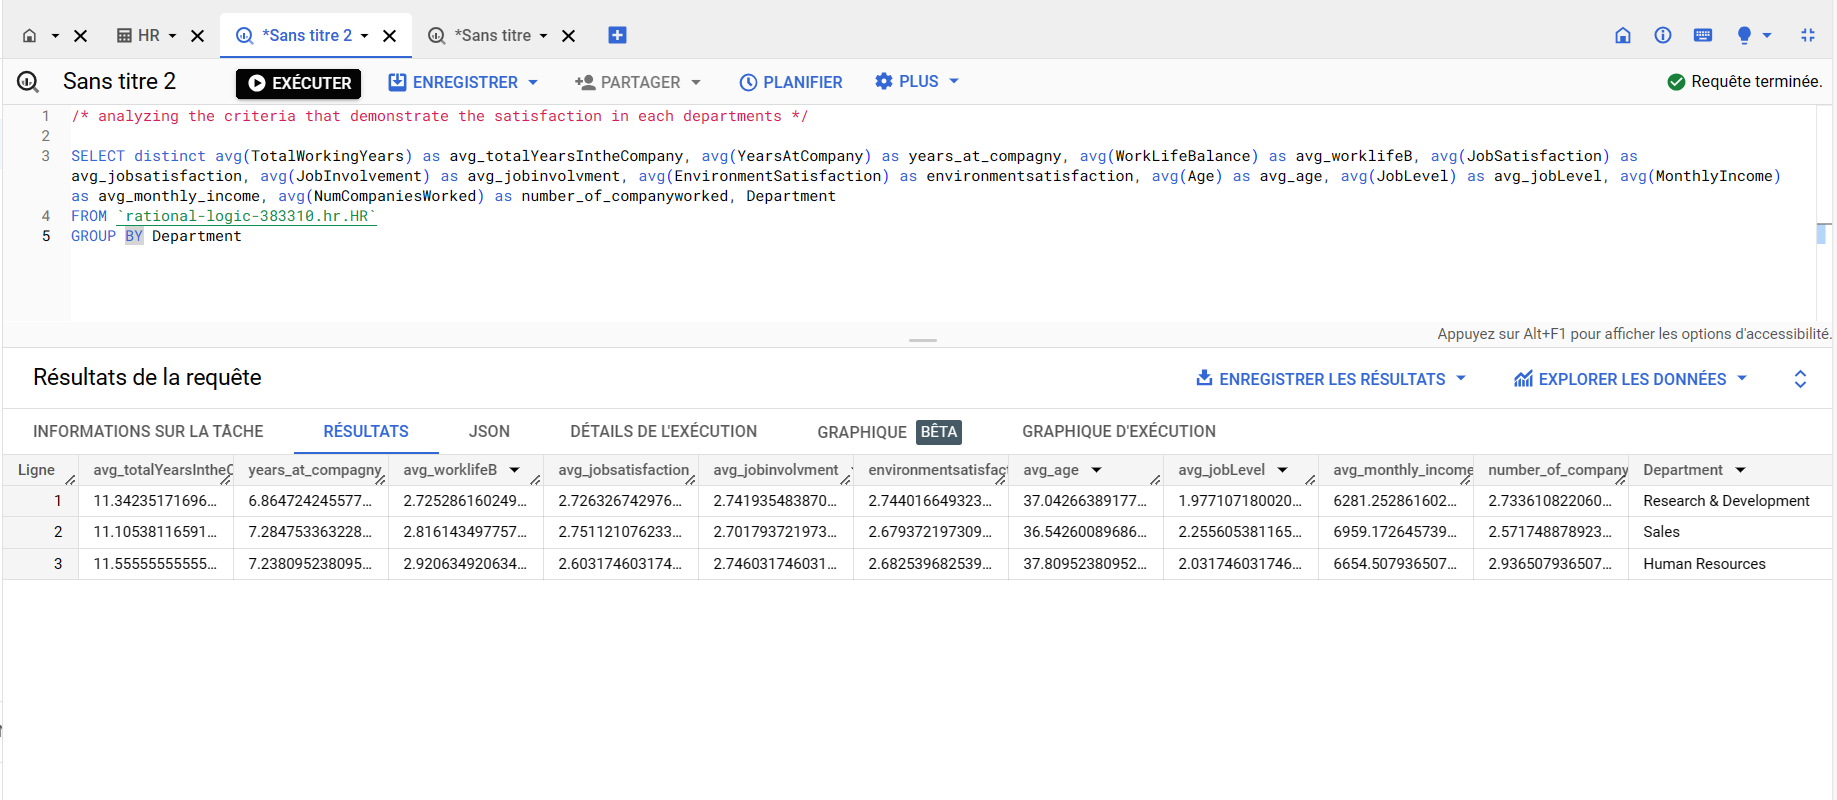 HR
*Sans titre 2
*Sans titre
Sans titre 2
EXÉCUTER
ENREGISTRER
PARTAGER
PLANIFIER
PLUS
Requête terminée.
1 /* analyzing the criteria that demonstrate the satisfaction in each departments */
2
3 SELECT distinct avg(TotalWorkingYears) as avg_totalYearsIntheCompany, avg(YearsAtCompany) as years_at_compagny, avg(WorkLifeBalance) as avg_worklifeB, avg(JobSatisfaction) as
avg_jobsatisfaction, avg(JobInvolvement) as avg_jobinvolvment, avg(EnvironmentSatisfaction) as environmentsatisfaction, avg(Age) as avg_age, avg(JobLevel) as avg_jobLevel, avg(MonthlyIncome)
as avg_monthly_income, avg(NumCompaniesWorked) as number_of_companyworked, Department
4 FROM `rational-logic-383310.hr.HR`
5 GROUP BY Department
Appuyez sur Alt+F1 pour afficher les options d'accessibilité.
Résultats de la requête
ENREGISTRER LES RÉSULTATS
EXPLORER LES DONNÉES
INFORMATIONS SUR LA TÂCHE
RÉSULTATS
JSON
DÉTAILS DE L'EXÉCUTION
GRAPHIQUE BÊTA
GRAPHIQUE D'EXÉCUTION
Ligne avg_totalYearsIntheC years_at_compagny avg_worklifeB avg_jobsatisfaction avg_jobinvolvment environmentsatisfact avg_age avg_jobLevel avg_monthly_income number_of_company Department
1 11.34235171696... 6.864724245577... 2.725286160249... 2.726326742976... 2.741935483870... 2.744016649323... 37.04266389177... 1.977107180020... 6281.252861602... 2.733610822060... Research & Development
2 11.10538116591... 7.284753363228... 2.816143497757... 2.751121076233... 2.701793721973... 2.679372197309... 36.54260089686... 2.255605381165... 6959.172645739... 2.571748878923... Sales
3 11.55555555555... 7.238095238095... 2.920634920634... 2.603174603174... 2.746031746031... 2.682539682539... 37.80952380952... 2.031746031746... 6654.507936507... 2.936507936507... Human Resources